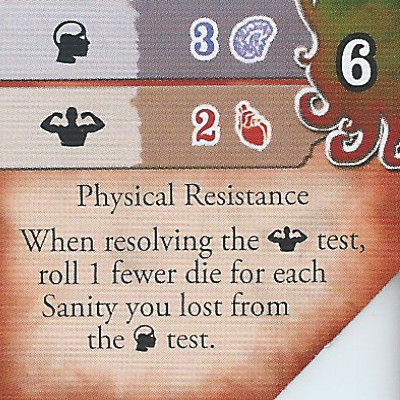 3
6
2
Physical Resistance
When resolving the test,
roll 1 fewer die for each
Sanity you lost from
the test.